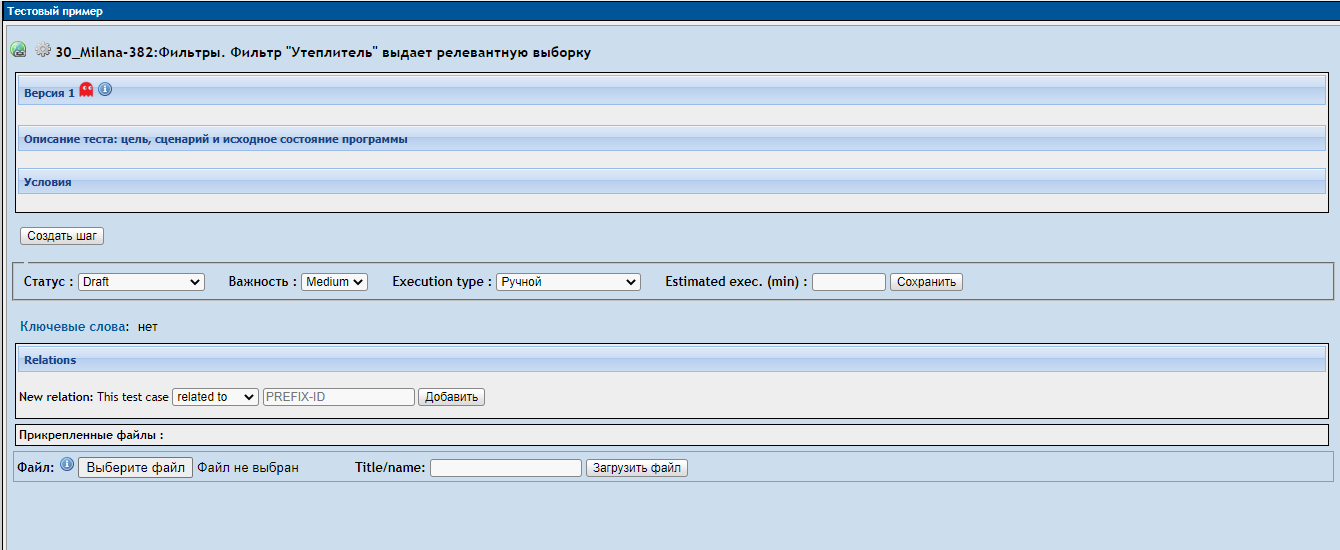 Тестовый пример
30_Milana-382:Фильтры. Фильтр "Утеплитель" выдает релевантную выборку
Версия 1
Описание теста: цель, сценарий и исходное состояние программы
Условия
Создать шаг
Статус : Draft Важность : Medium Execution type : Ручной Estimated exec. (min) : Сохранить
Ключевые слова: нет
Relations
New relation: This test case related to PREFIX-ID Добавить
Прикрепленные файлы :
Файл: Выберите файл Файл не выбран Title/name: Загрузить файл